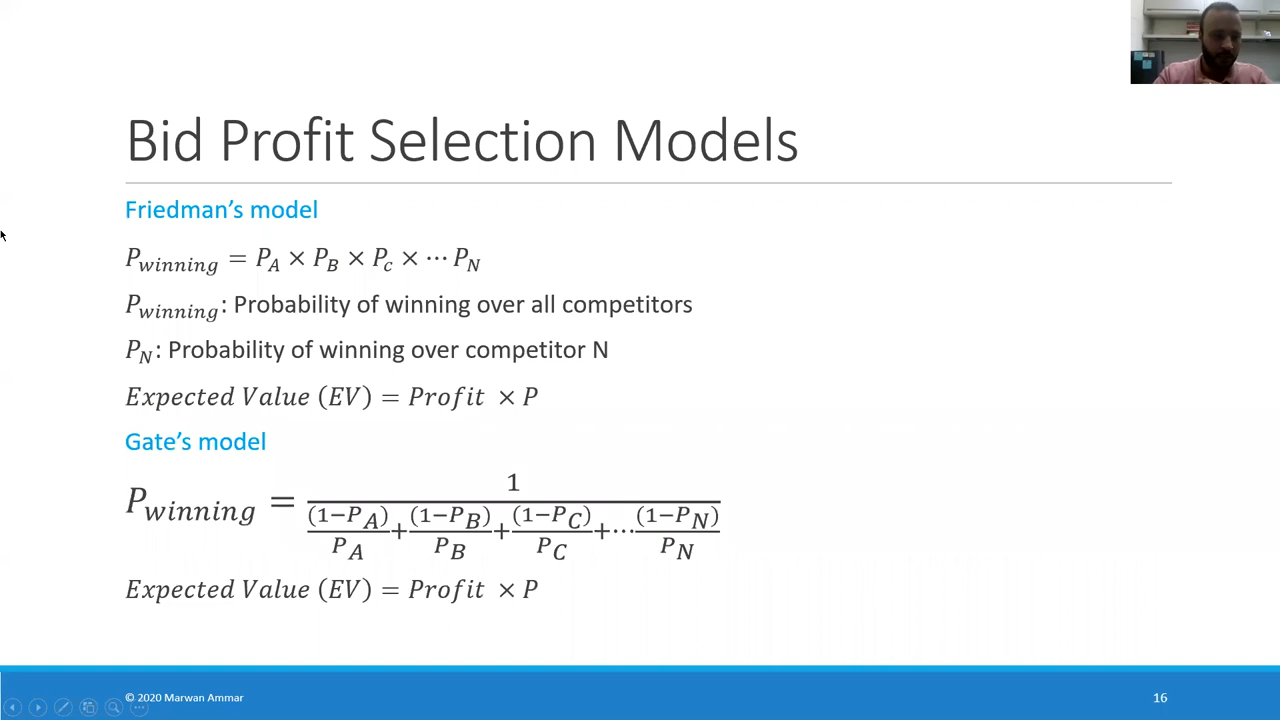 Bid Profit Selection Models
Friedman's model
P_winning = P_A × P_B × P_c × ⋯ P_N
P_winning: Probability of winning over all competitors
P_N: Probability of winning over competitor N
Expected Value (EV) = Profit × P
Gate's model
P_winning = 1 / ((1−P_A)/P_A + (1−P_B)/P_B + (1−P_C)/P_C + ⋯ (1−P_N)/P_N)
Expected Value (EV) = Profit × P
© 2020 Marwan Ammar
16